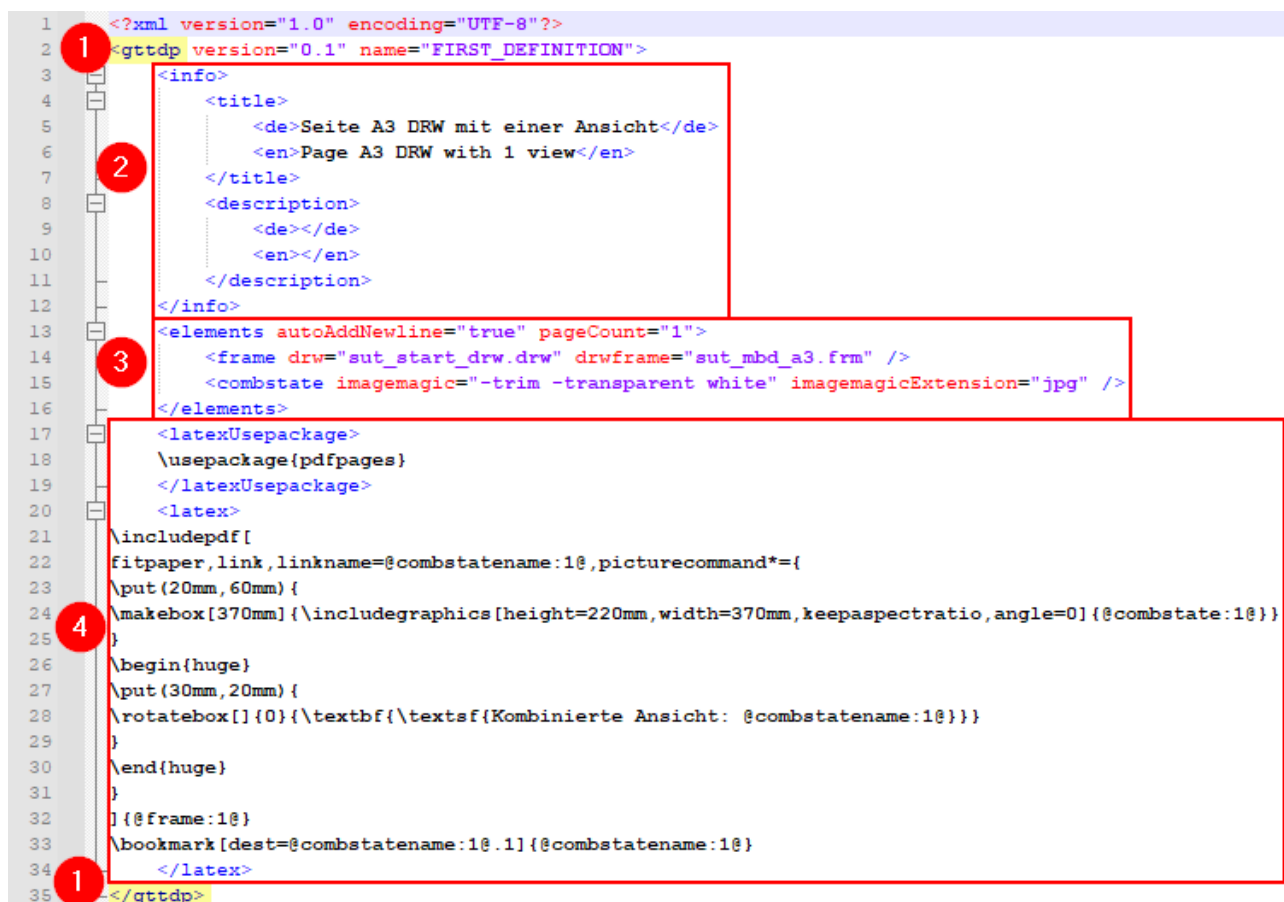 1 <?xml version="1.0" encoding="UTF-8"?>
2 1 <gttdp version="0.1" name="FIRST_DEFINITION">
3 <info>
4 <title>
5 <de>Seite A3 DRW mit einer Ansicht</de>
6 <en>Page A3 DRW with 1 view</en>
7 2 </title>
8 <description>
9 <de></de>
10 <en></en>
11 </description>
12 </info>
13 <elements autoAddNewline="true" pageCount="1">
14 3 <frame drw="sut_start_drw.drw" drwframe="sut_mbd_a3.frm" />
15 <combstate imagemagic="-trim -transparent white" imagemagicExtension="jpg" />
16 </elements>
17 <latexUsepackage>
18 \usepackage{pdfpages}
19 </latexUsepackage>
20 <latex>
21 \includepdf[
22 fitpaper,link,linkname=@combstatename:1@,picturecommand*={
23 \put(20mm,60mm){
24 4 \makebox[370mm]{\includegraphics[height=220mm,width=370mm,keepaspectratio,angle=0]{@combstate:1@}}
25 }
26 \begin{huge}
27 \put(30mm,20mm){
28 \rotatebox[]{0}{\textbf{\textsf{Kombinierte Ansicht: @combstatename:1@}}}
29 }
30 \end{huge}
31 }
32 ]{@frame:1@}
33 \bookmark[dest=@combstatename:1@.1]{@combstatename:1@}
34 1 </latex>
35 </gttdp>